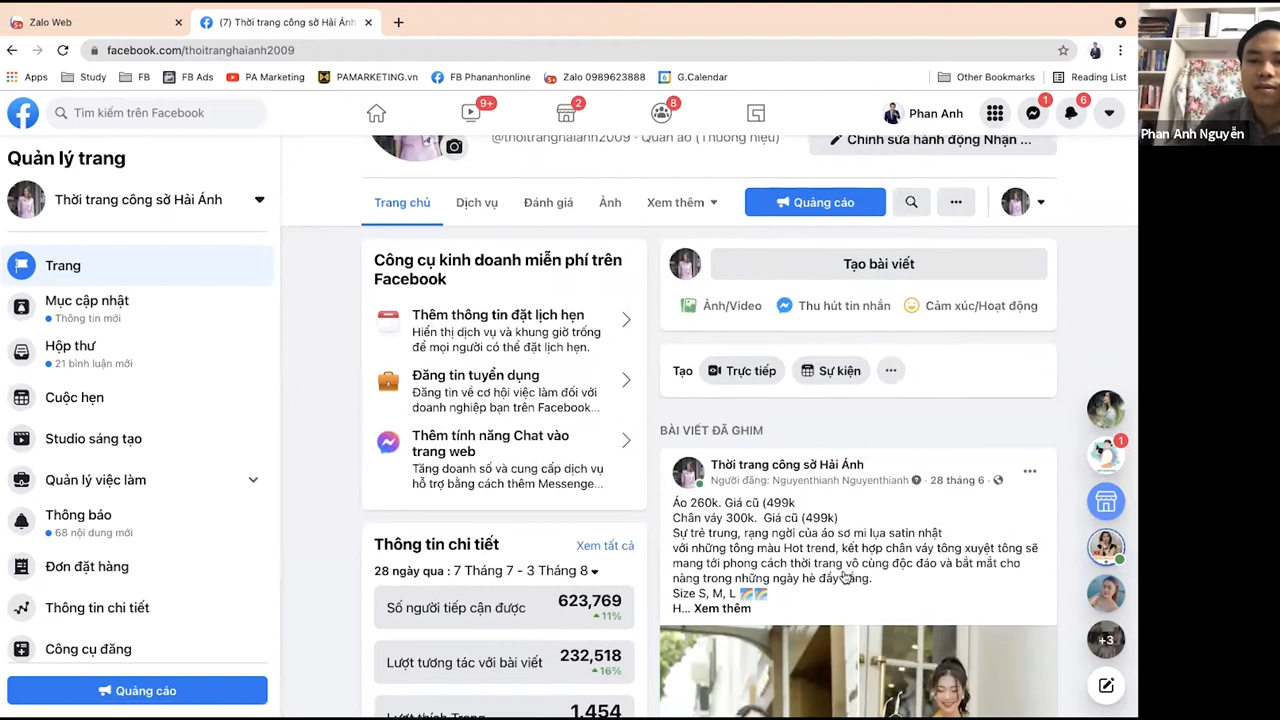 Zalo Web
(7) Thời trang công sở Hải Ánh
facebook.com/thoitranghaianh2009
Apps
Study
FB
FB Ads
PA Marketing
PAMARKETING.vn
FB Phananhonline
Zalo 0989623888
G.Calendar
Other Bookmarks
Reading List
Tìm kiếm trên Facebook
9+
2
8
Phan Anh
1
6
Phan Anh Nguyễn
Quản lý trang
Thời trang công sở Hải Ánh
Trang
Mục cập nhật
Thông tin mới
Hộp thư
21 bình luận mới
Cuộc hẹn
Studio sáng tạo
Quản lý việc làm
Thông báo
68 nội dung mới
Đơn đặt hàng
Thông tin chi tiết
Công cụ đăng
Quảng cáo
@thoitranghaianh2009 · Quần áo (Thương hiệu)
Chỉnh sửa hành động Nhận ...
Trang chủ
Dịch vụ
Đánh giá
Ảnh
Xem thêm
Quảng cáo
Công cụ kinh doanh miễn phí trên
Facebook
Thêm thông tin đặt lịch hẹn
Hiển thị dịch vụ và khung giờ trống
để mọi người có thể đặt lịch hẹn.
Đăng tin tuyển dụng
Đăng tin về cơ hội việc làm đối với
doanh nghiệp bạn trên Facebook...
Thêm tính năng Chat vào
trang web
Tăng doanh số và cung cấp dịch vụ
hỗ trợ bằng cách thêm Messenge...
Thông tin chi tiết
Xem tất cả
28 ngày qua : 7 Tháng 7 - 3 Tháng 8
Số người tiếp cận được
623,769
11%
Lượt tương tác với bài viết
232,518
16%
Lượt thích Trang
1,454
Tạo bài viết
Ảnh/Video
Thu hút tin nhắn
Cảm xúc/Hoạt động
Tạo
Trực tiếp
Sự kiện
BÀI VIẾT ĐÃ GHIM
Thời trang công sở Hải Ánh
Người đăng: Nguyenthianh Nguyenthianh · 28 tháng 6 ·
Áo 260k. Giá cũ (499k
Chân váy 300k. Giá cũ (499k)
Sự trẻ trung, rạng ngời của áo sơ mi lụa satin nhật
với những tông màu Hot trend, kết hợp chân váy tông xuyệt tông sẽ
mang tới phong cách thời trang vô cùng độc đáo và bắt mắt cho
nàng trong những ngày hè đầy nắng.
Size S, M, L
H... Xem thêm
1
+3